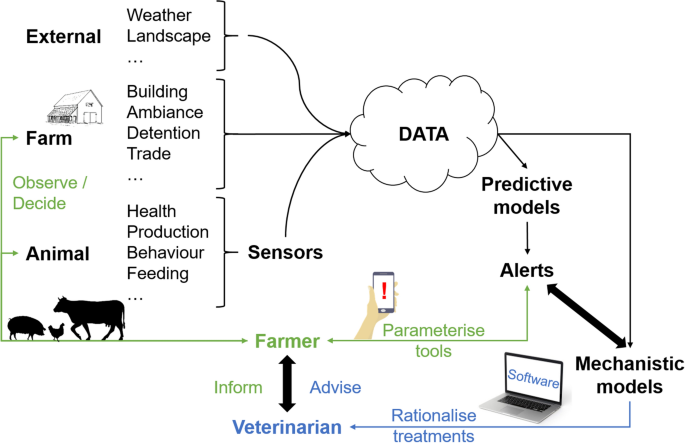 External
Weather
Landscape
…
Farm
Building
Ambiance
Detention
Trade
…
Observe /
Decide
Animal
Health
Production
Behaviour
Feeding
…
Sensors
DATA
Predictive
models
Alerts
!
Parameterise
tools
Farmer
Mechanistic
models
Software
Inform
Advise
Veterinarian
Rationalise
treatments